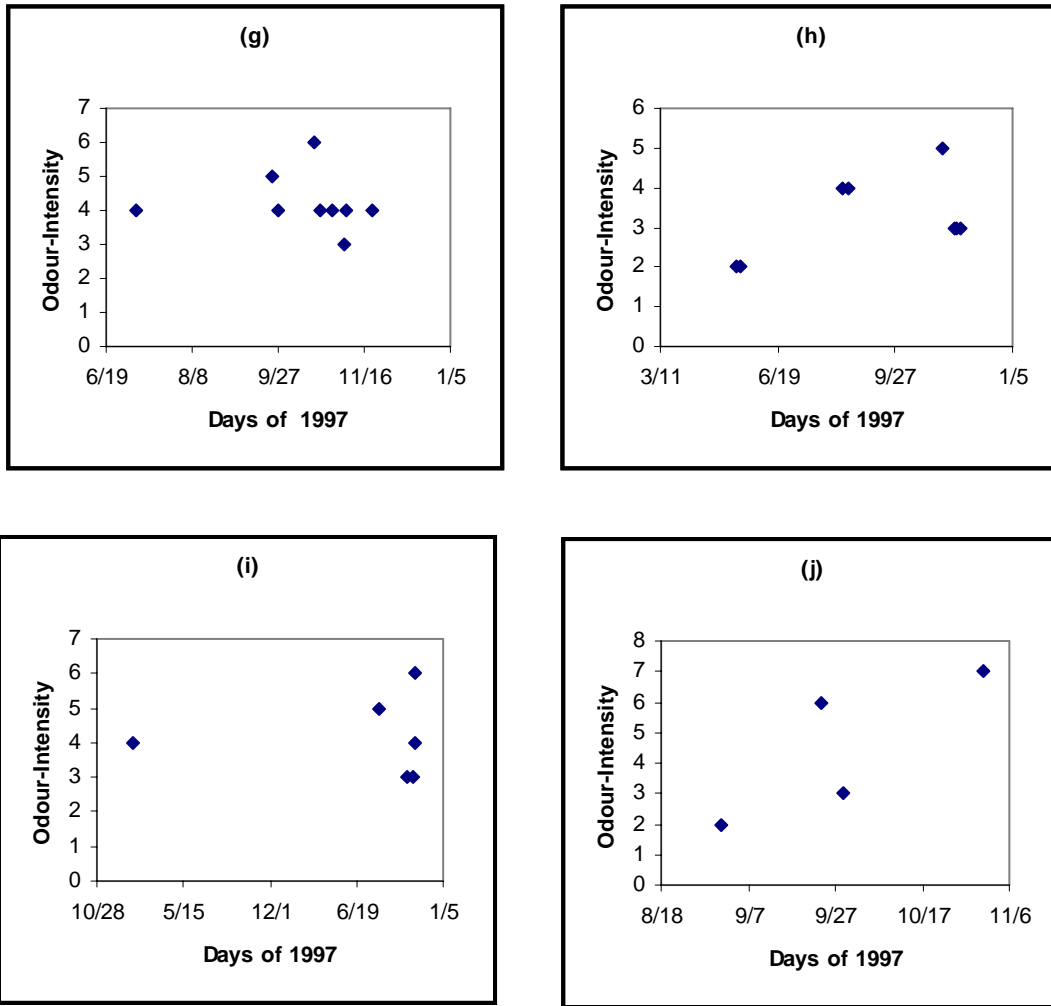 (g)
Odour-Intensity
7
6
5
4
3
2
1
0
6/19 8/8 9/27 11/16 1/5
Days of 1997
(h)
Odour-Intensity
6
5
4
3
2
1
0
3/11 6/19 9/27 1/5
Days of 1997
(i)
Odour-Intensity
7
6
5
4
3
2
1
0
10/28 5/15 12/1 6/19 1/5
Days of 1997
(j)
Odour-Intensity
8
7
6
5
4
3
2
1
0
8/18 9/7 9/27 10/17 11/6
Days of 1997